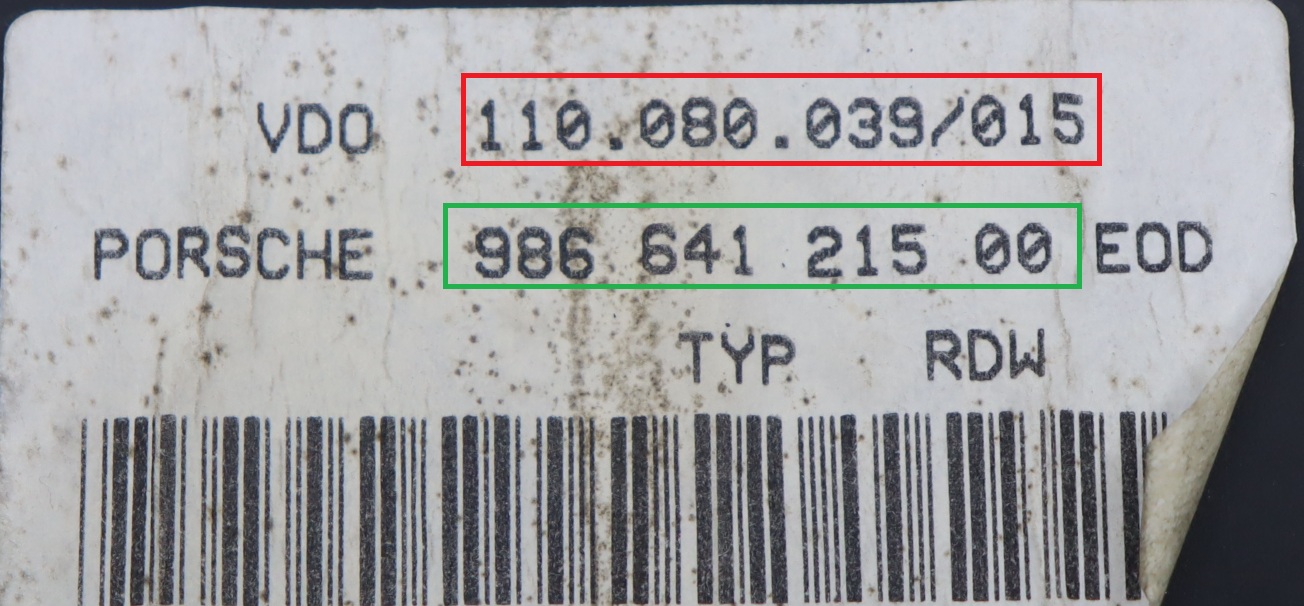 VDO 110.080.039/015
PORSCHE 986 641 215 00 EOD
TYP RDW